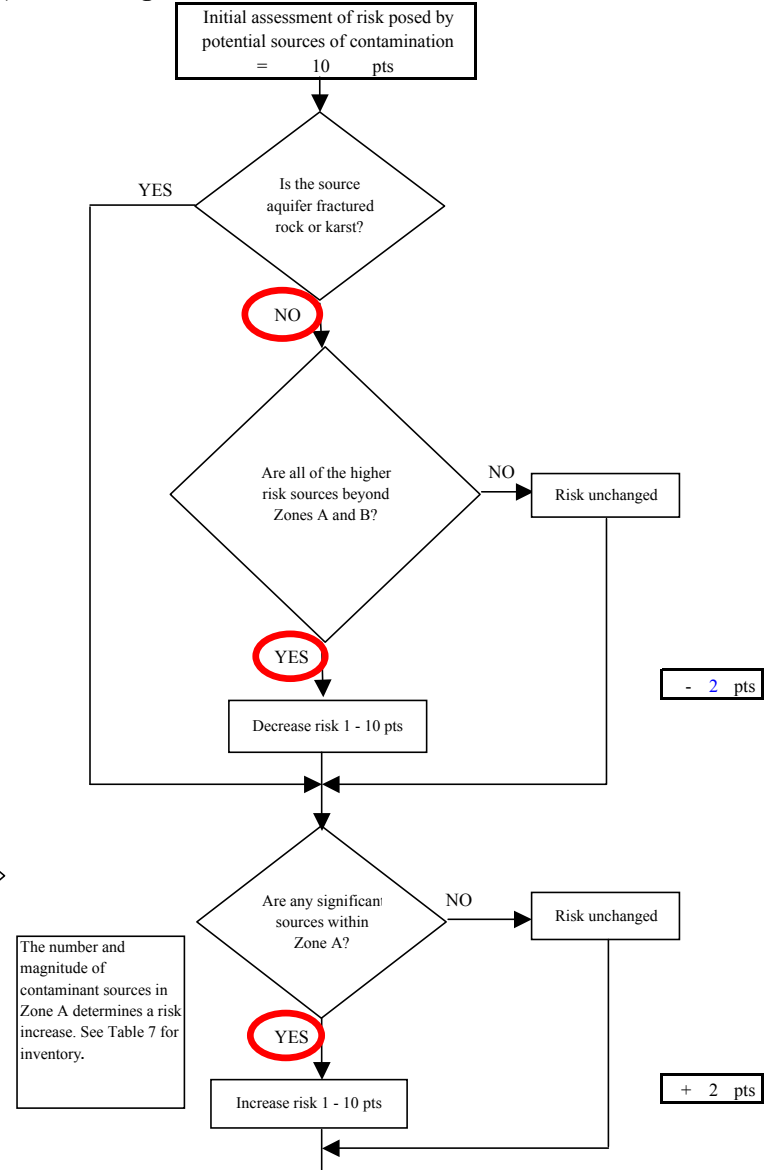 Initial assessment of risk posed by
potential sources of contamination
= 10 pts
YES
Is the source
aquifer fractured
rock or karst?
NO
Are all of the higher
risk sources beyond
Zones A and B?
NO
Risk unchanged
YES
- 2 pts
Decrease risk 1 - 10 pts
Are any significant
sources within
Zone A?
NO
Risk unchanged
The number and
magnitude of
contaminant sources in
Zone A determines a risk
increase. See Table 7 for
inventory.
YES
Increase risk 1 - 10 pts
+ 2 pts